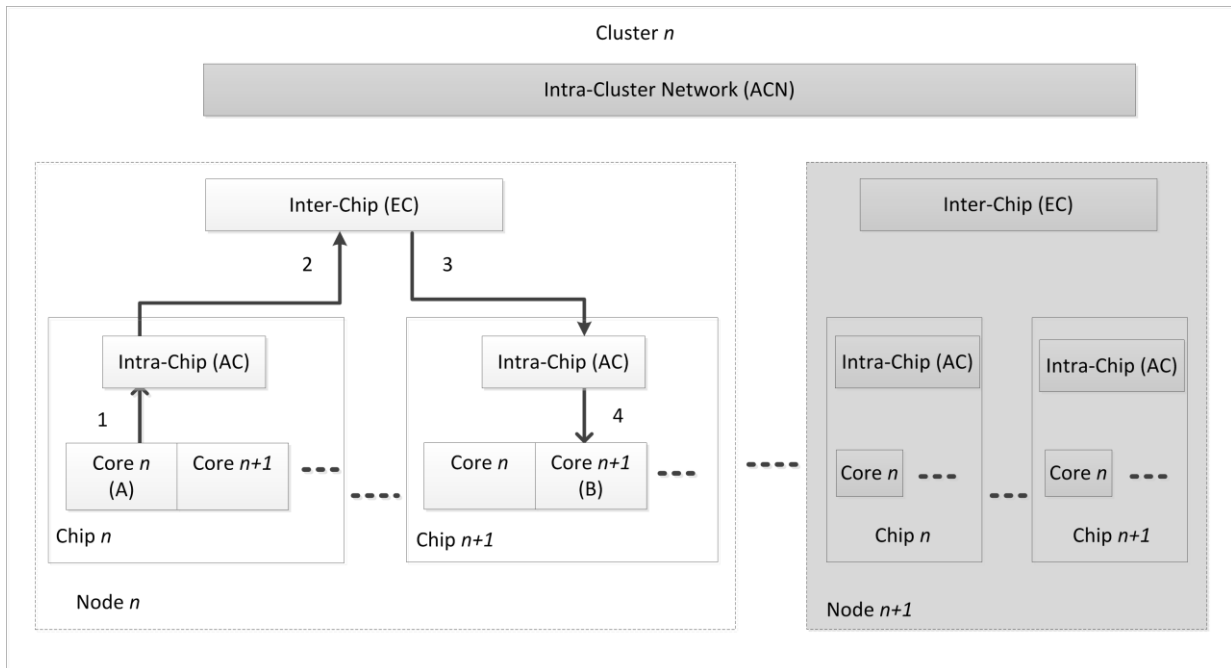 Cluster n
Intra-Cluster Network (ACN)
Inter-Chip (EC)
2
3
Intra-Chip (AC)
1
Core n
(A)
Core n+1
Chip n
Intra-Chip (AC)
4
Core n
Core n+1
(B)
Chip n+1
Node n
Inter-Chip (EC)
Intra-Chip (AC)
Core n
Chip n
Intra-Chip (AC)
Core n
Chip n+1
Node n+1